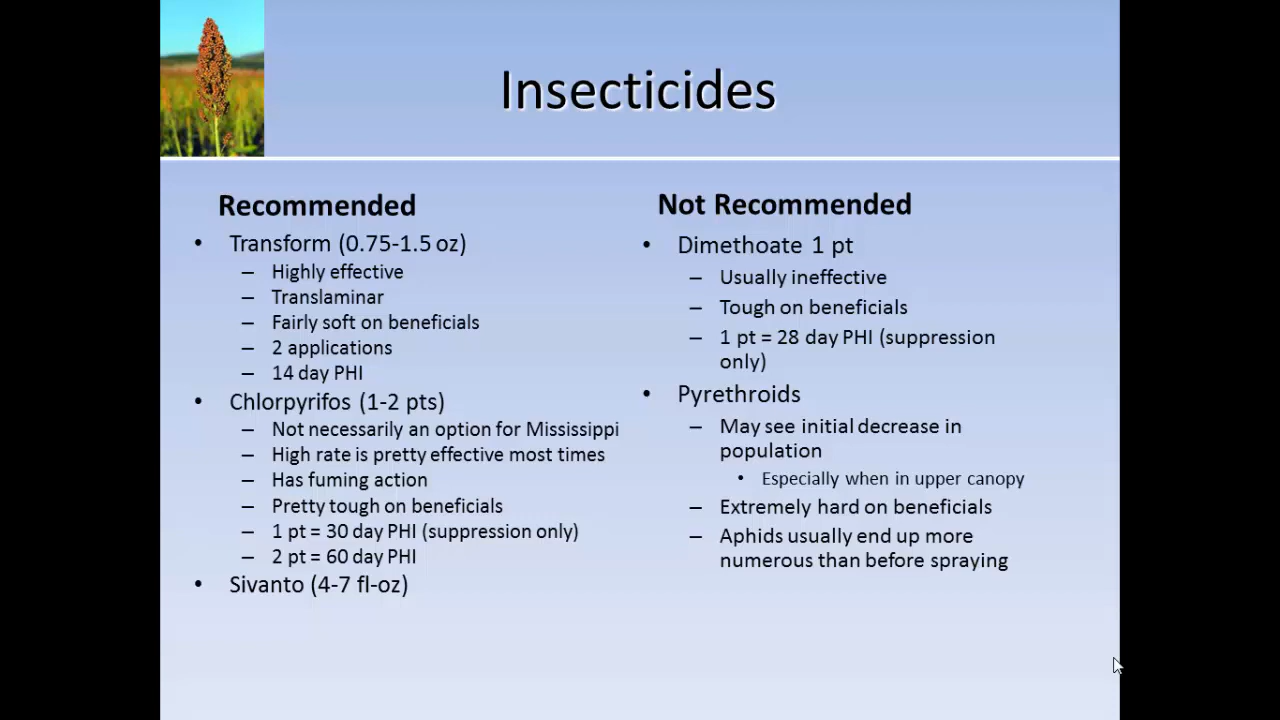 Insecticides
Recommended
• Transform (0.75-1.5 oz)
– Highly effective
– Translaminar
– Fairly soft on beneficials
– 2 applications
– 14 day PHI
• Chlorpyrifos (1-2 pts)
– Not necessarily an option for Mississippi
– High rate is pretty effective most times
– Has fuming action
– Pretty tough on beneficials
– 1 pt = 30 day PHI (suppression only)
– 2 pt = 60 day PHI
• Sivanto (4-7 fl-oz)
Not Recommended
• Dimethoate 1 pt
– Usually ineffective
– Tough on beneficials
– 1 pt = 28 day PHI (suppression
only)
• Pyrethroids
– May see initial decrease in
population
• Especially when in upper canopy
– Extremely hard on beneficials
– Aphids usually end up more
numerous than before spraying